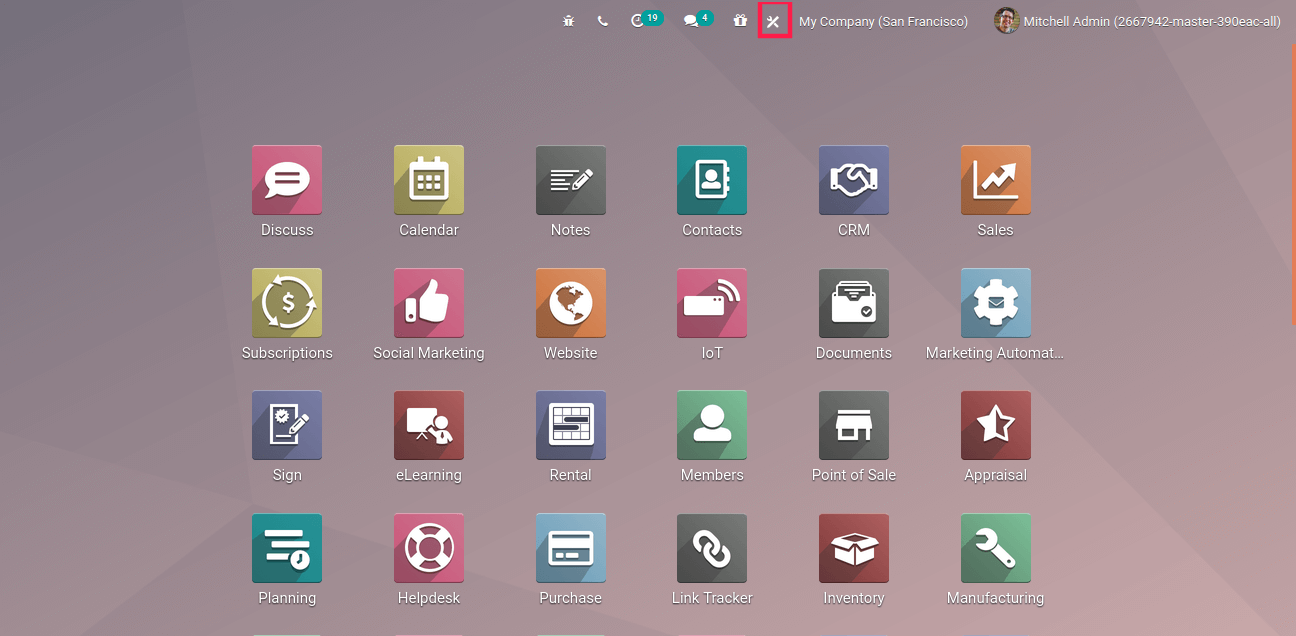 19 4 My Company (San Francisco) Mitchell Admin (2667942-master-390eac-all)
Discuss Calendar Notes Contacts CRM Sales
$
Subscriptions Social Marketing Website IoT Documents Marketing Automat...
Sign eLearning Rental Members Point of Sale Appraisal
Planning Helpdesk Purchase Link Tracker Inventory Manufacturing